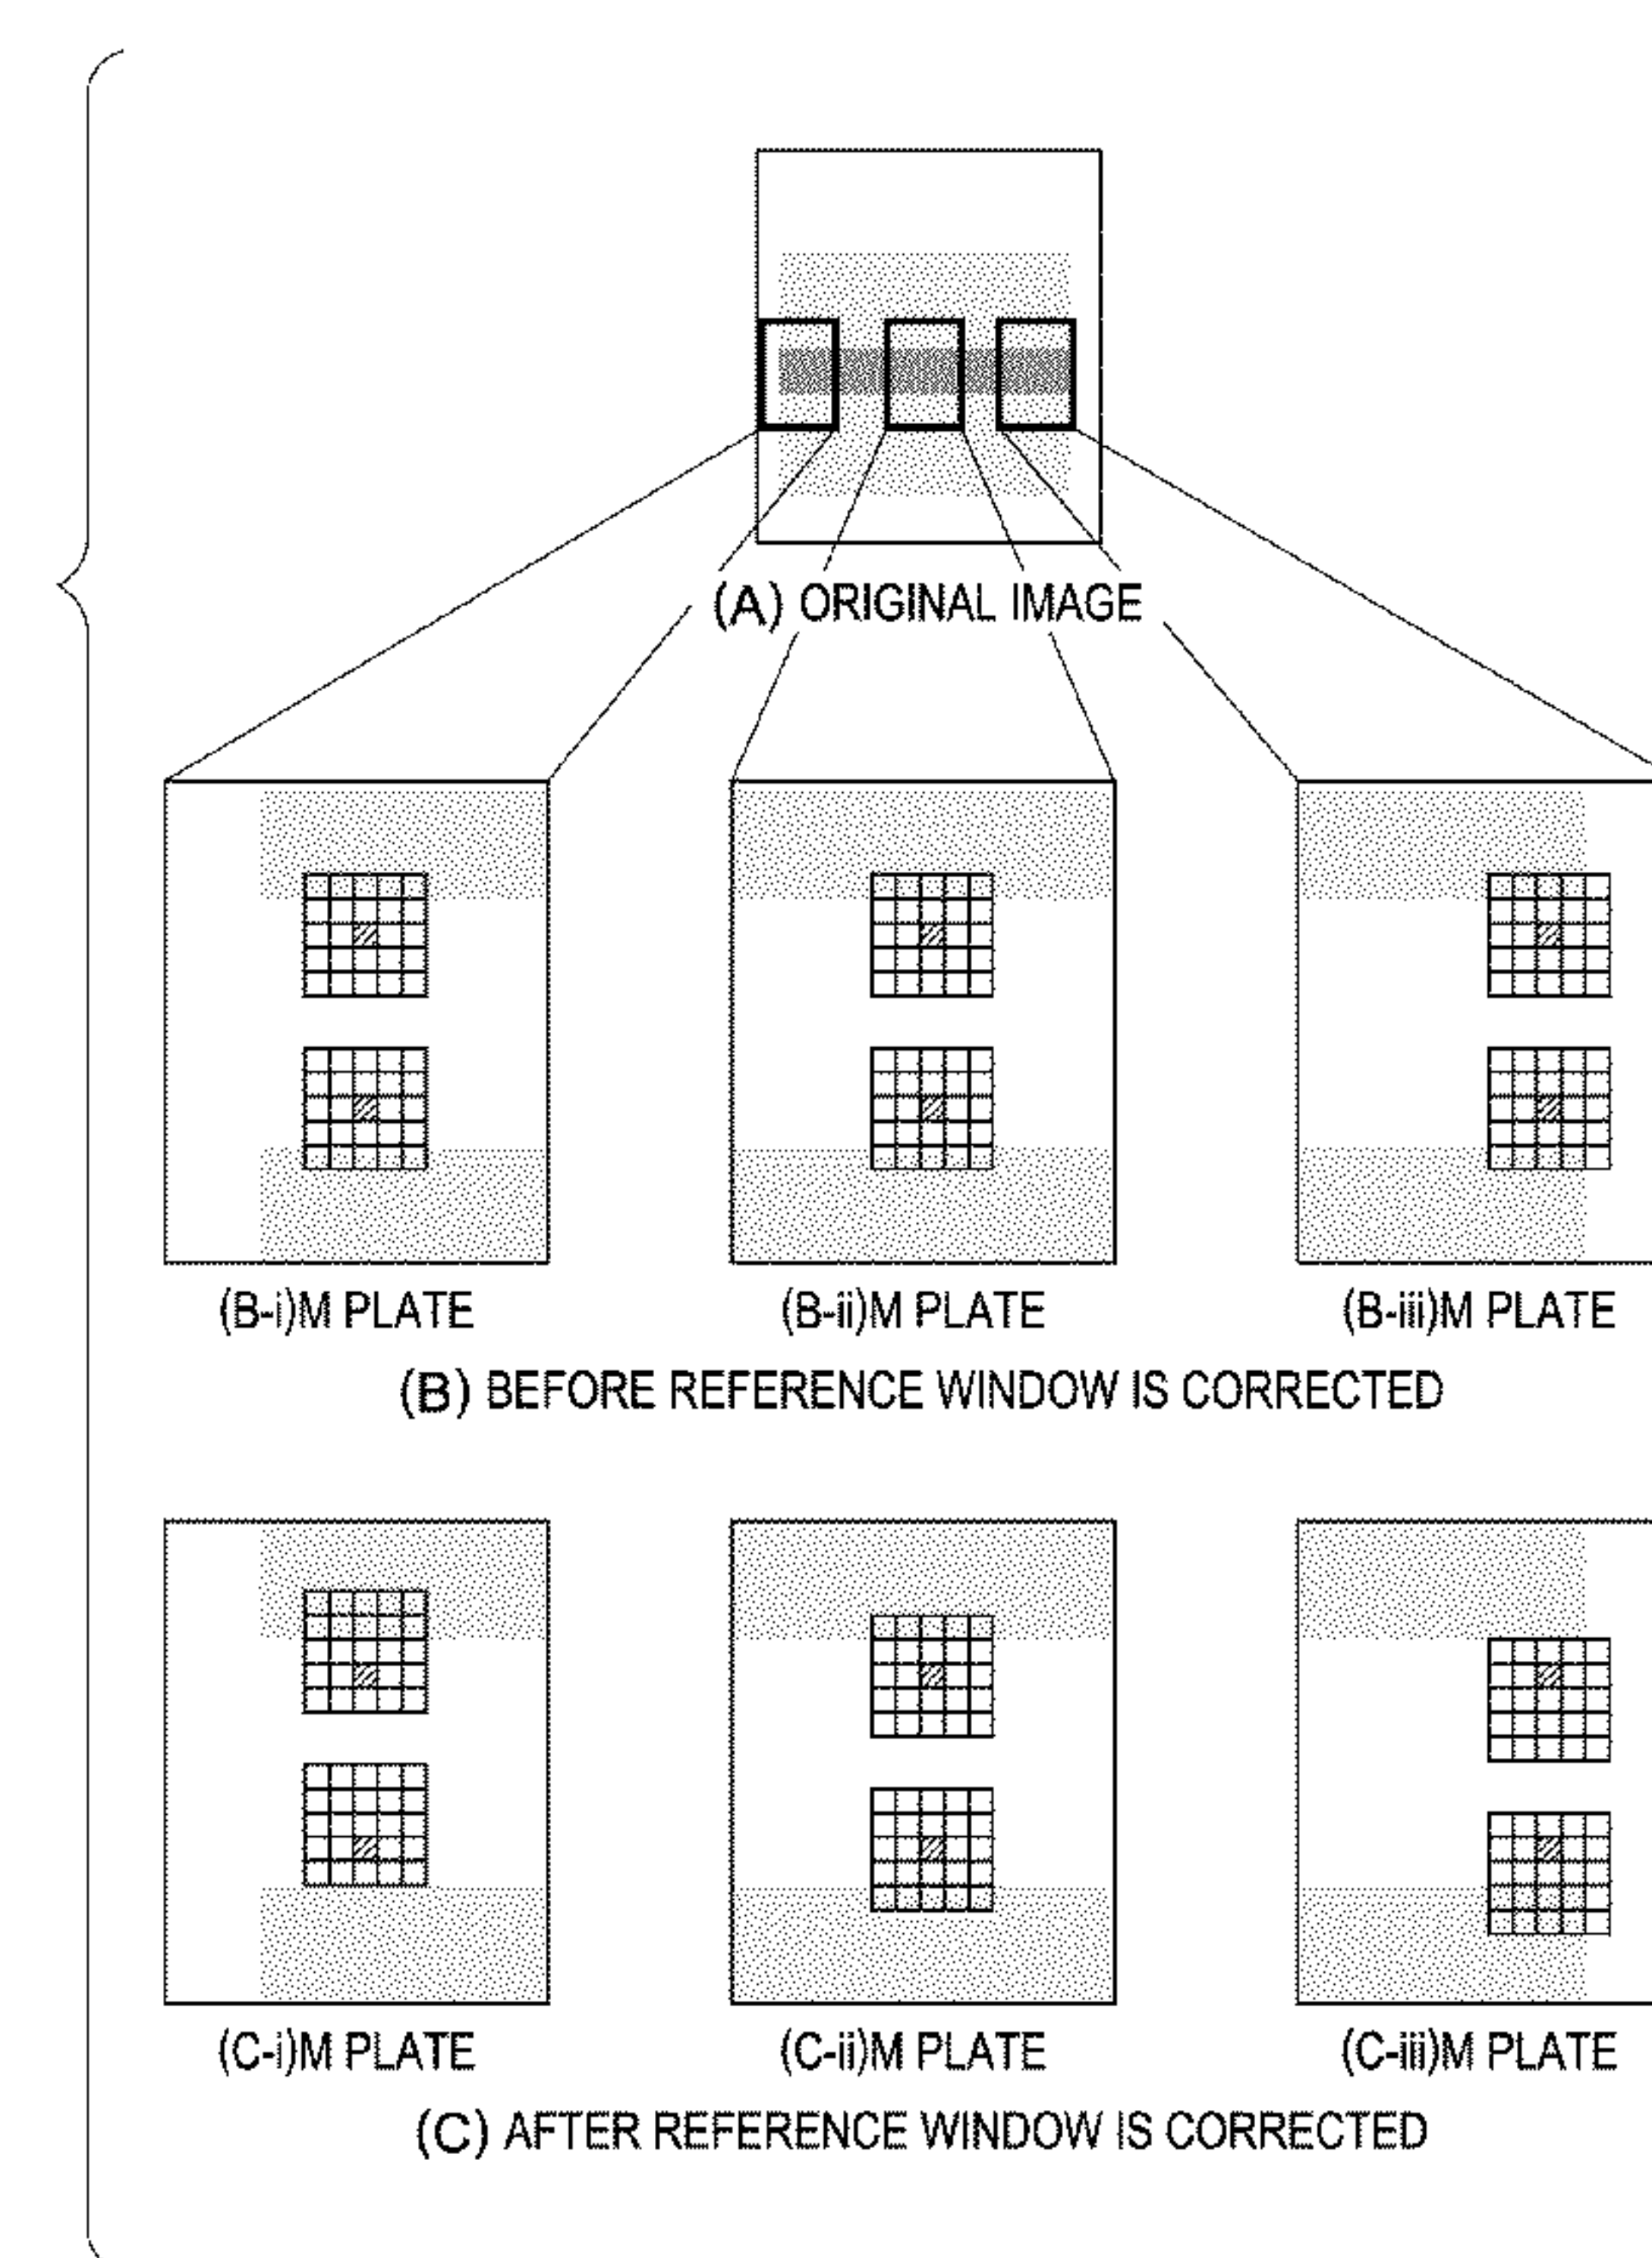 (A) ORIGINAL IMAGE
(B-i)M PLATE
(B-ii)M PLATE
(B-iii)M PLATE
(B) BEFORE REFERENCE WINDOW IS CORRECTED
(C-i)M PLATE
(C-ii)M PLATE
(C-iii)M PLATE
(C) AFTER REFERENCE WINDOW IS CORRECTED